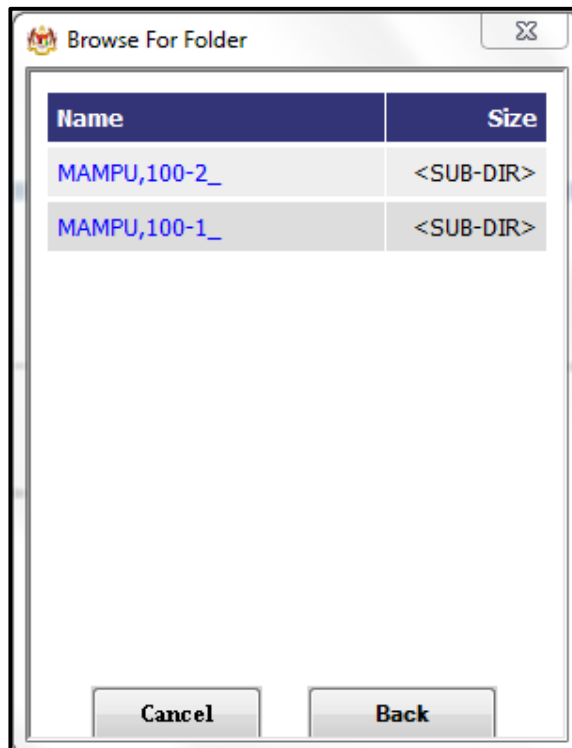 Browse For Folder
Name Size
MAMPU,100-2_ <SUB-DIR>
MAMPU,100-1_ <SUB-DIR>
Cancel Back